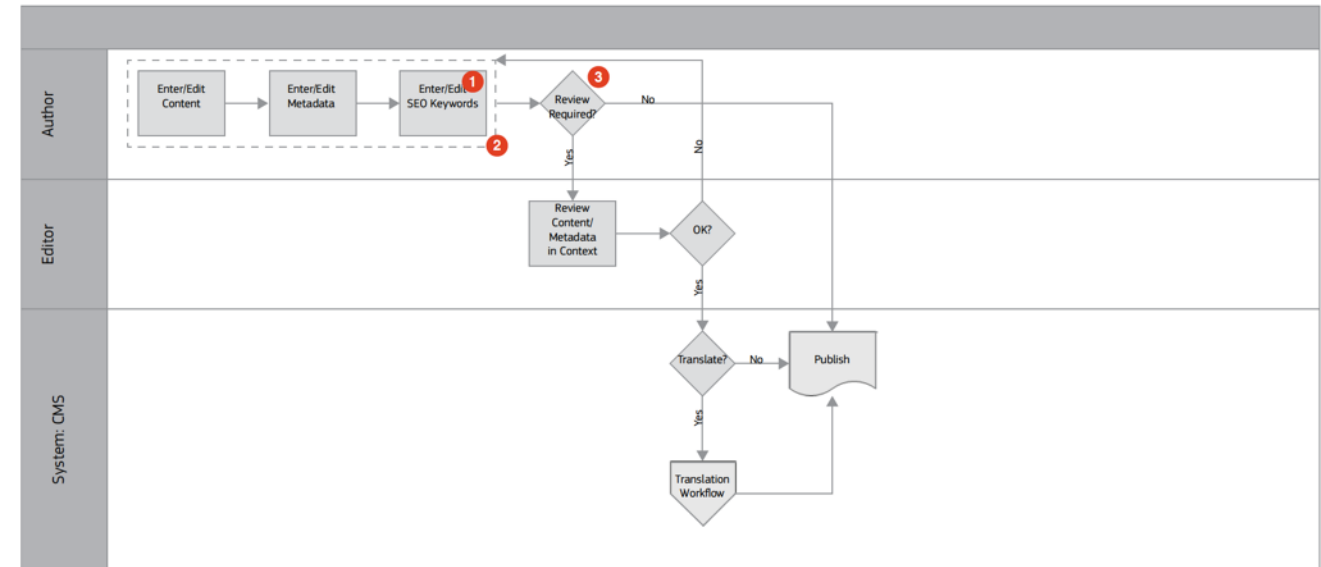 Author
Enter/Edit
Content
Enter/Edit
Metadata
Enter/Edit
SEO Keywords
1
2
3
Review
Required?
No
Yes
No
Editor
Review
Content/
Metadata
in Context
OK?
Yes
System: CMS
Translate?
No
Publish
Yes
Translation
Workflow